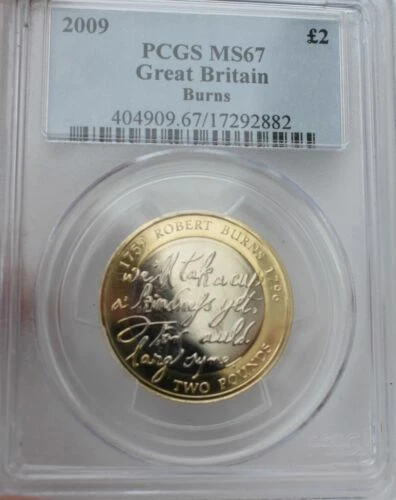 2009 PCGS MS67 £2
Great Britain
Burns
404909.67/17292882
1759 ROBERT BURNS 1796
we'll tak a cup
a' kindness yet,
For auld
lang syne
TWO POUNDS